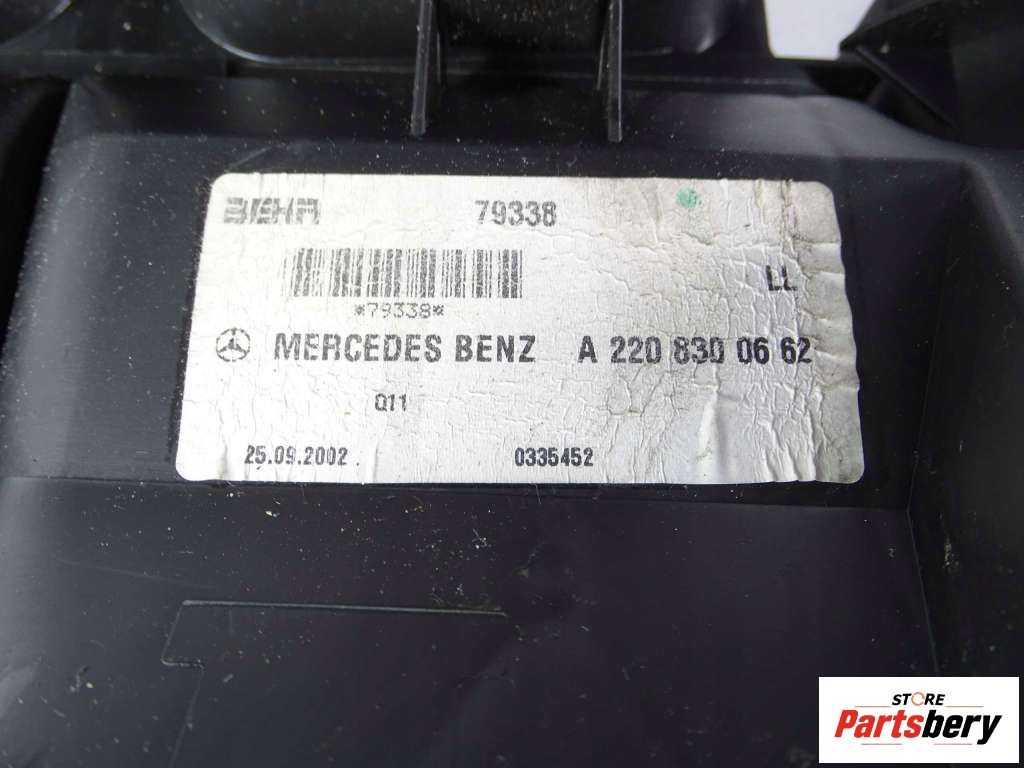 BEHR 79338
LL
*79338*
MERCEDES BENZ A 220 830 06 62
Q11
25.09.2002 0335452
STORE
Partsbery